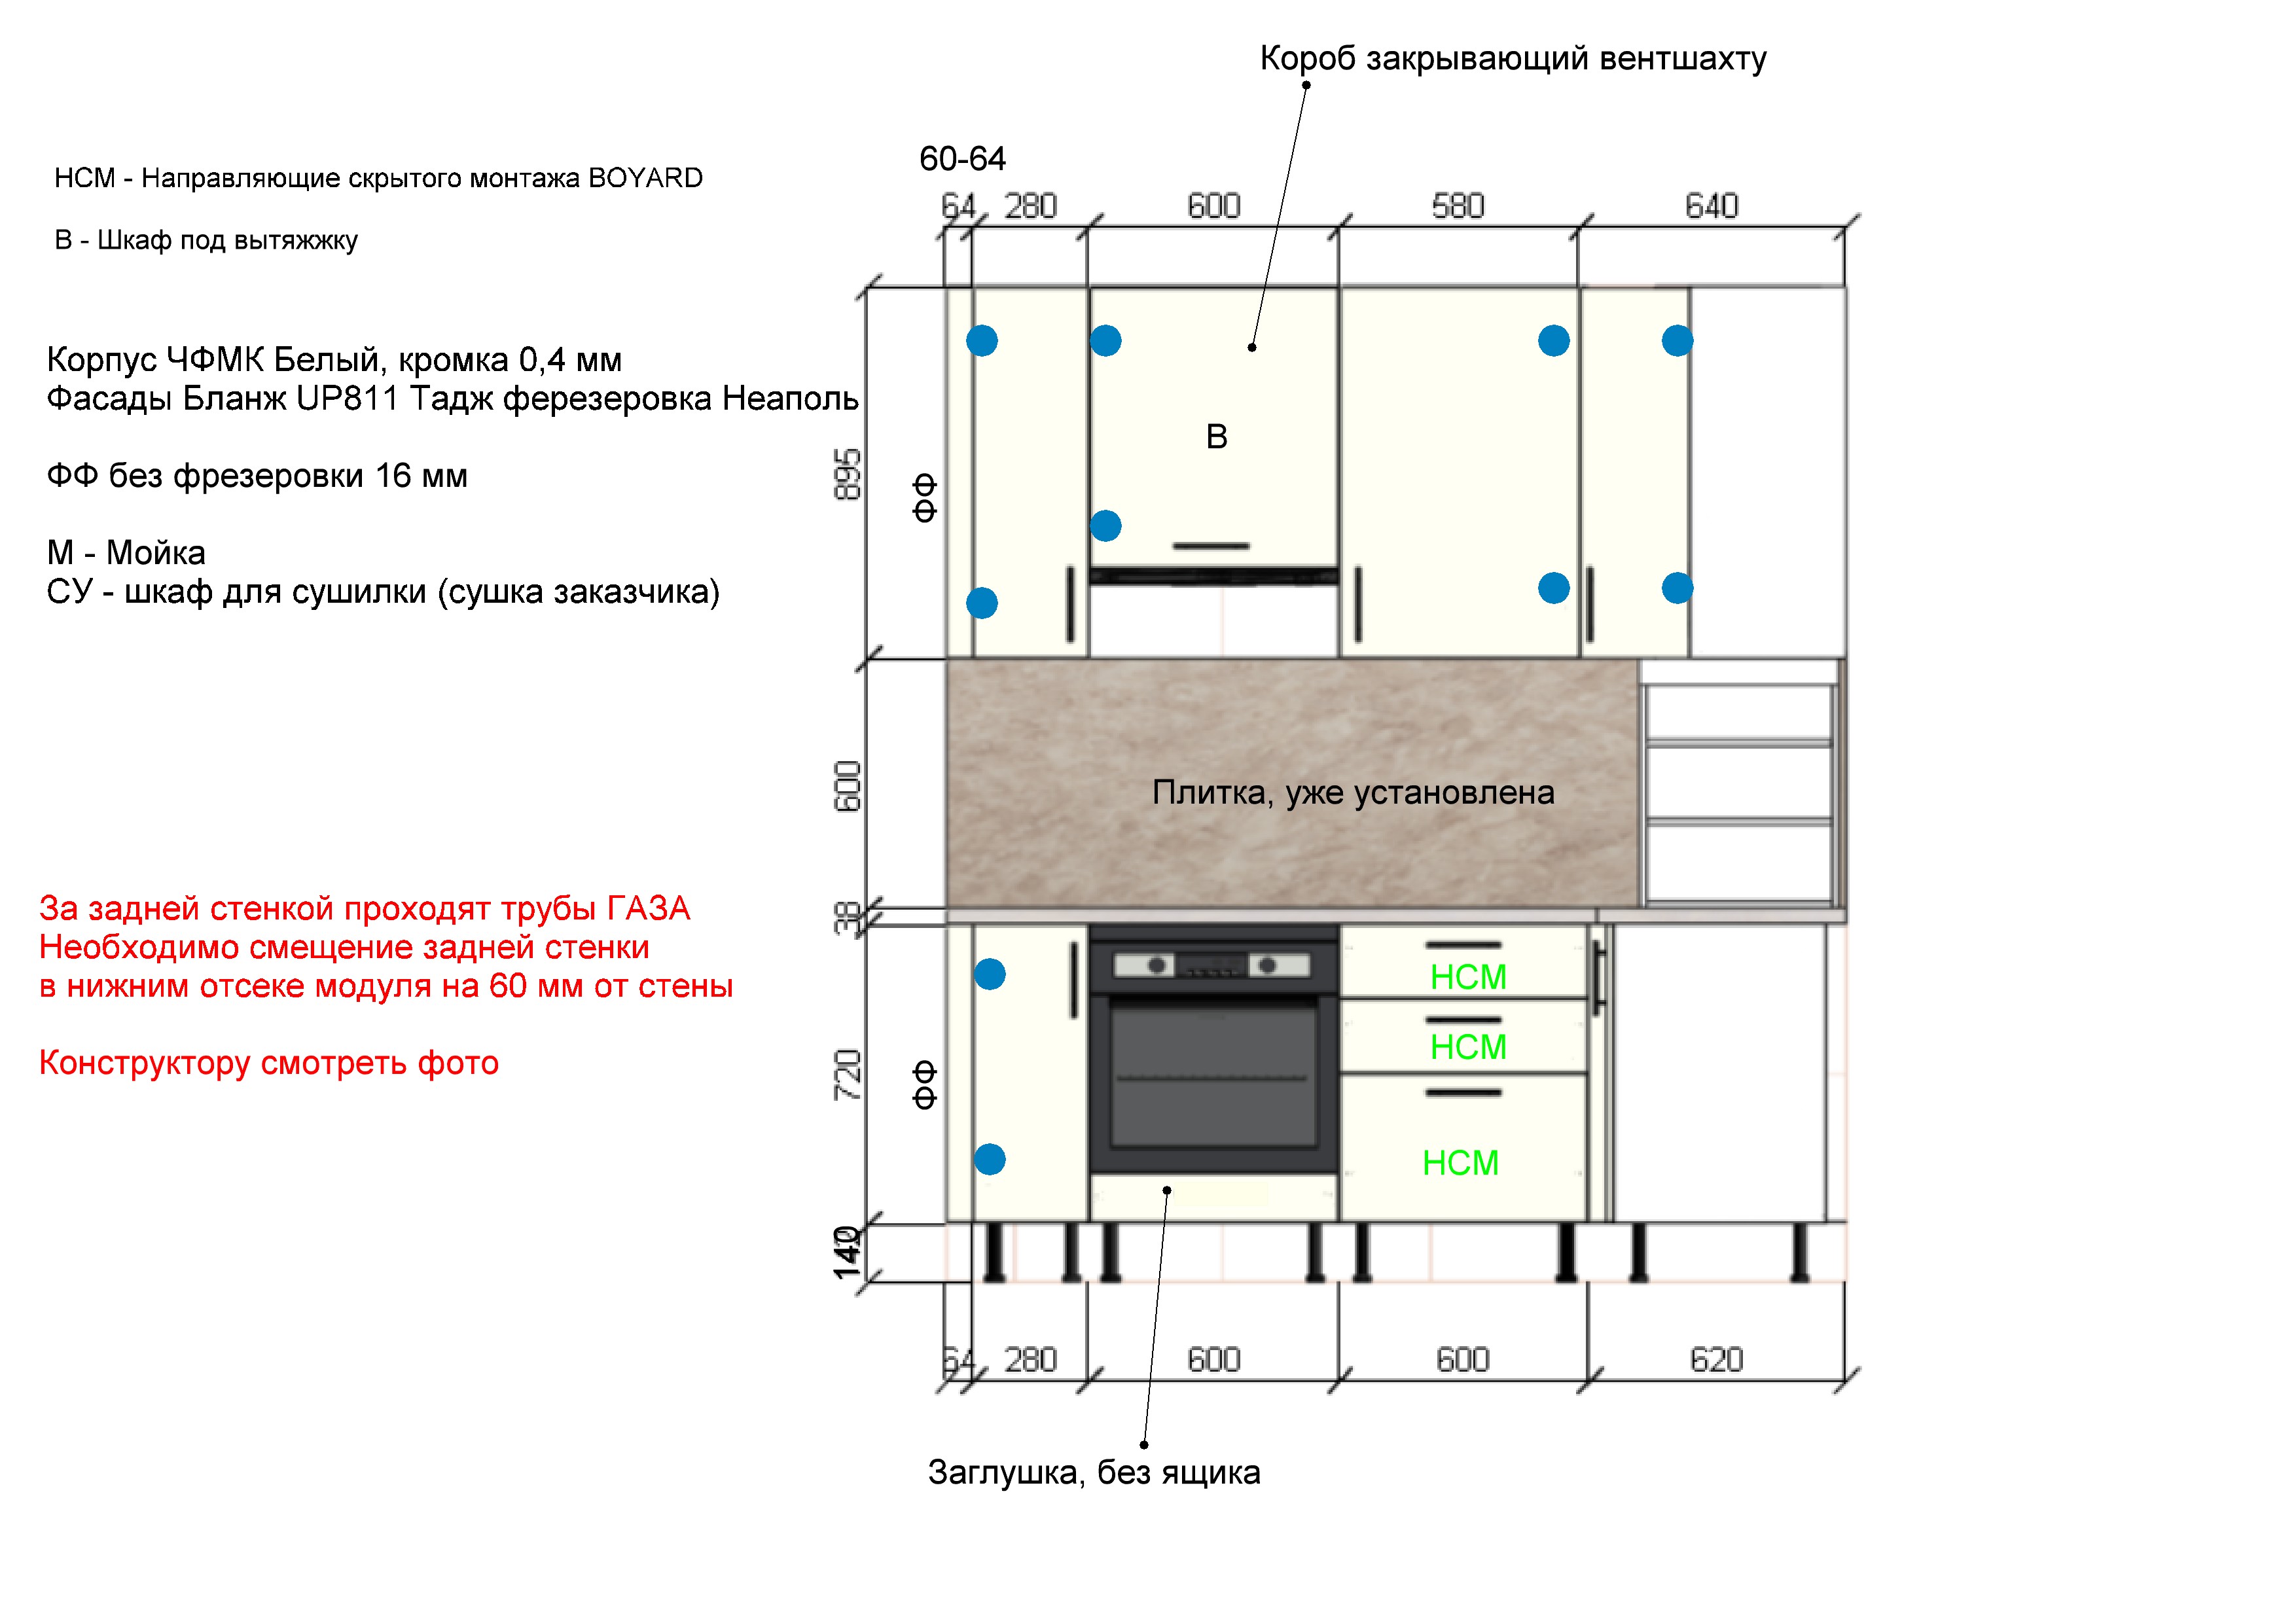 Короб закрывающий вентшахту
60-64
НСМ - Направляющие скрытого монтажа BOYARD
64 280 600 580 640
В - Шкаф под вытяжжку
Корпус ЧФМК Белый, кромка 0,4 мм
Фасады Бланж UP811 Тадж ферезеровка Неаполь
В
895
ФФ
ФФ без фрезеровки 16 мм
М - Мойка
СУ - шкаф для сушилки (сушка заказчика)
600
Плитка, уже установлена
За задней стенкой проходят трубы ГАЗА
Необходимо смещение задней стенки
в нижним отсеке модуля на 60 мм от стены
38
НСМ
НСМ
Конструктору смотреть фото
720
ФФ
НСМ
140
64 280 600 600 620
Заглушка, без ящика